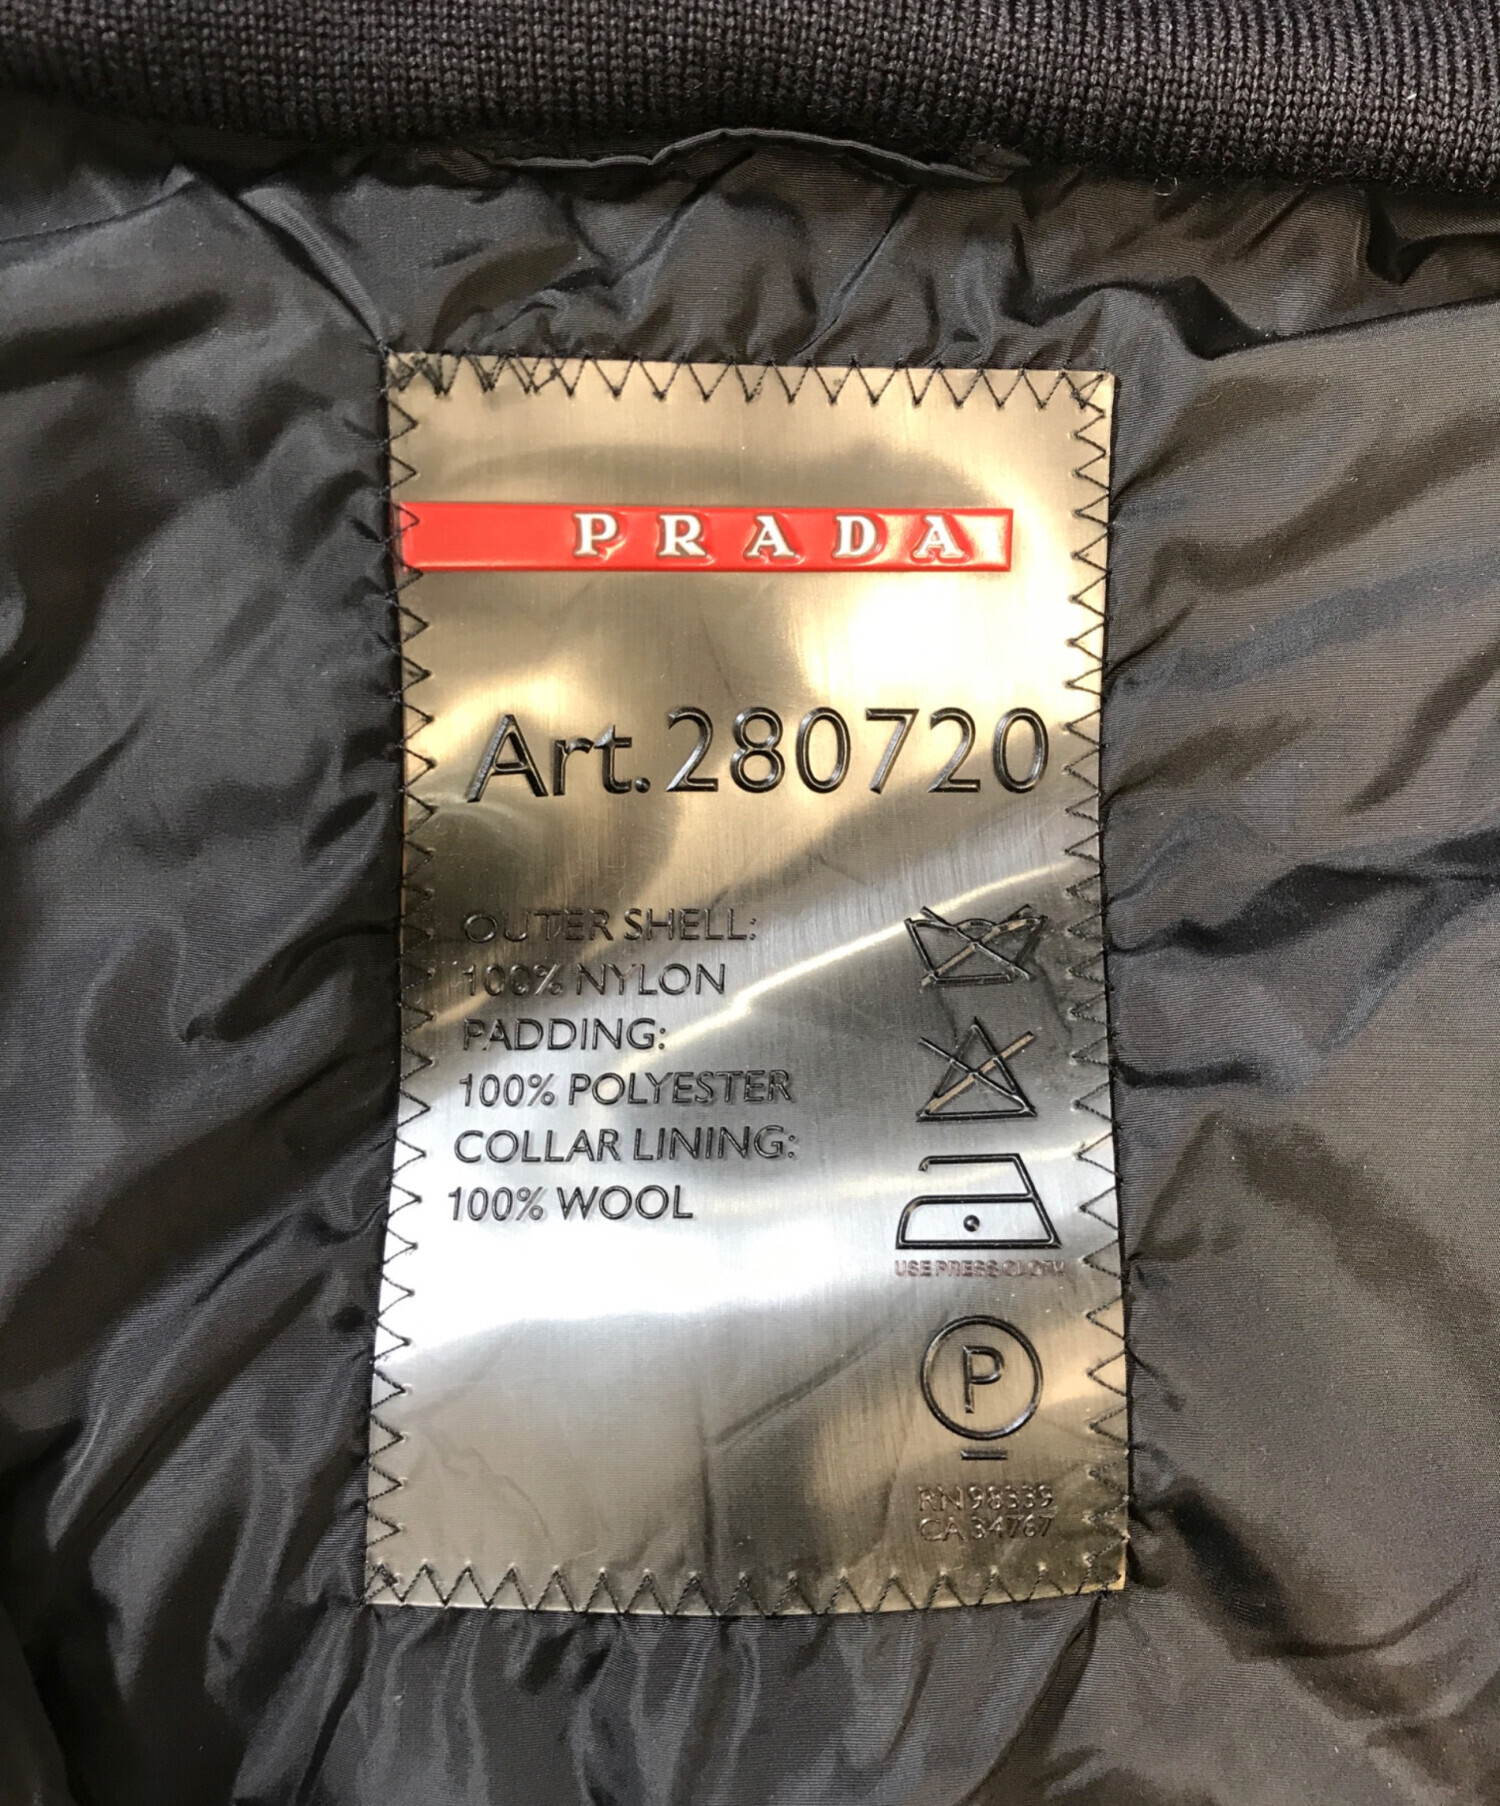 PRADA
Art.280720
OUTER SHELL:
100% NYLON
PADDING:
100% POLYESTER
COLLAR LINING:
100% WOOL
USE PRESS CLOTH
P
RN 98339
CA 34767